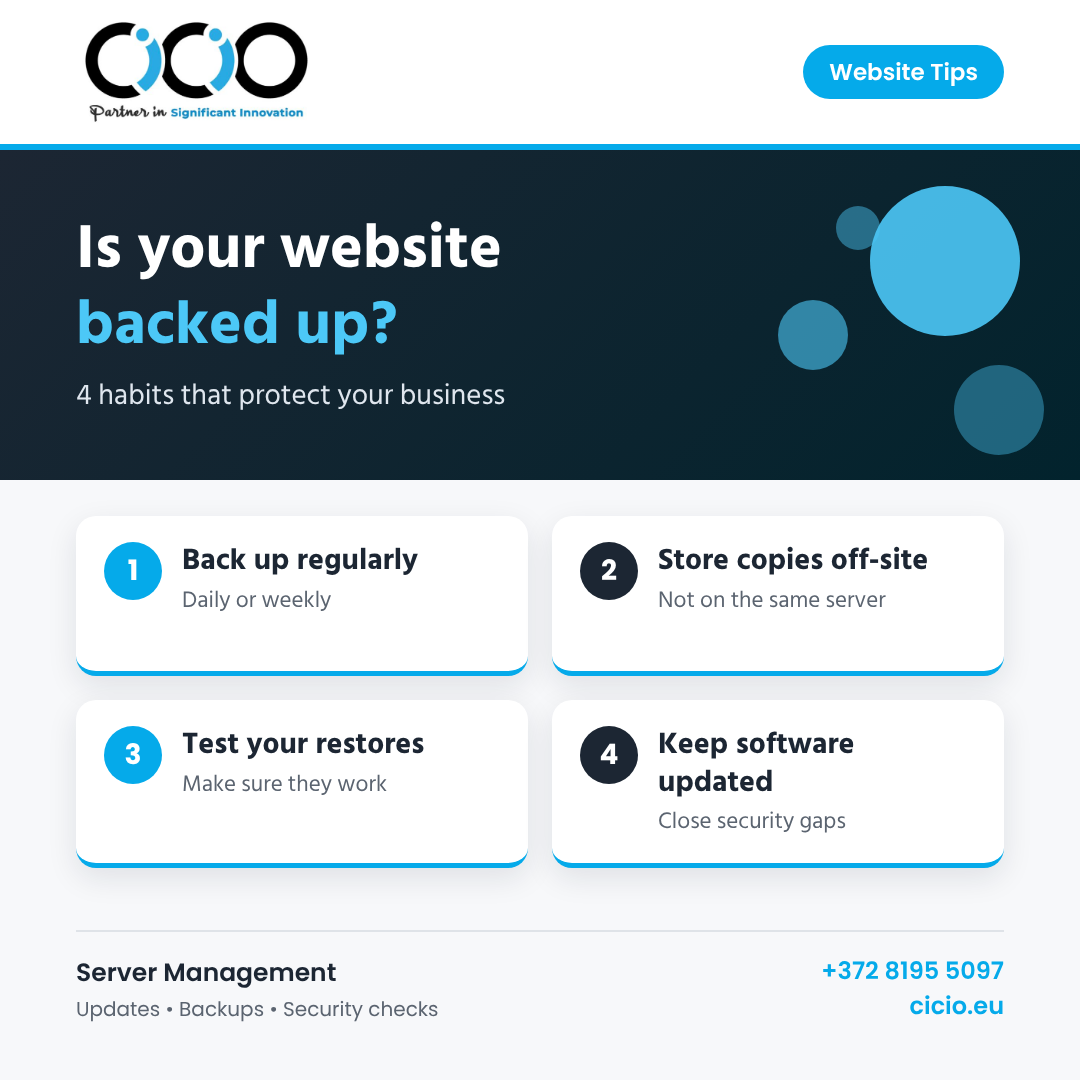 CiCiO
Partner in Significant Innovation
Website Tips
Is your website
backed up?
4 habits that protect your business
1
Back up regularly
Daily or weekly
2
Store copies off-site
Not on the same server
3
Test your restores
Make sure they work
4
Keep software
updated
Close security gaps
Server Management
Updates • Backups • Security checks
+372 8195 5097
cicio.eu